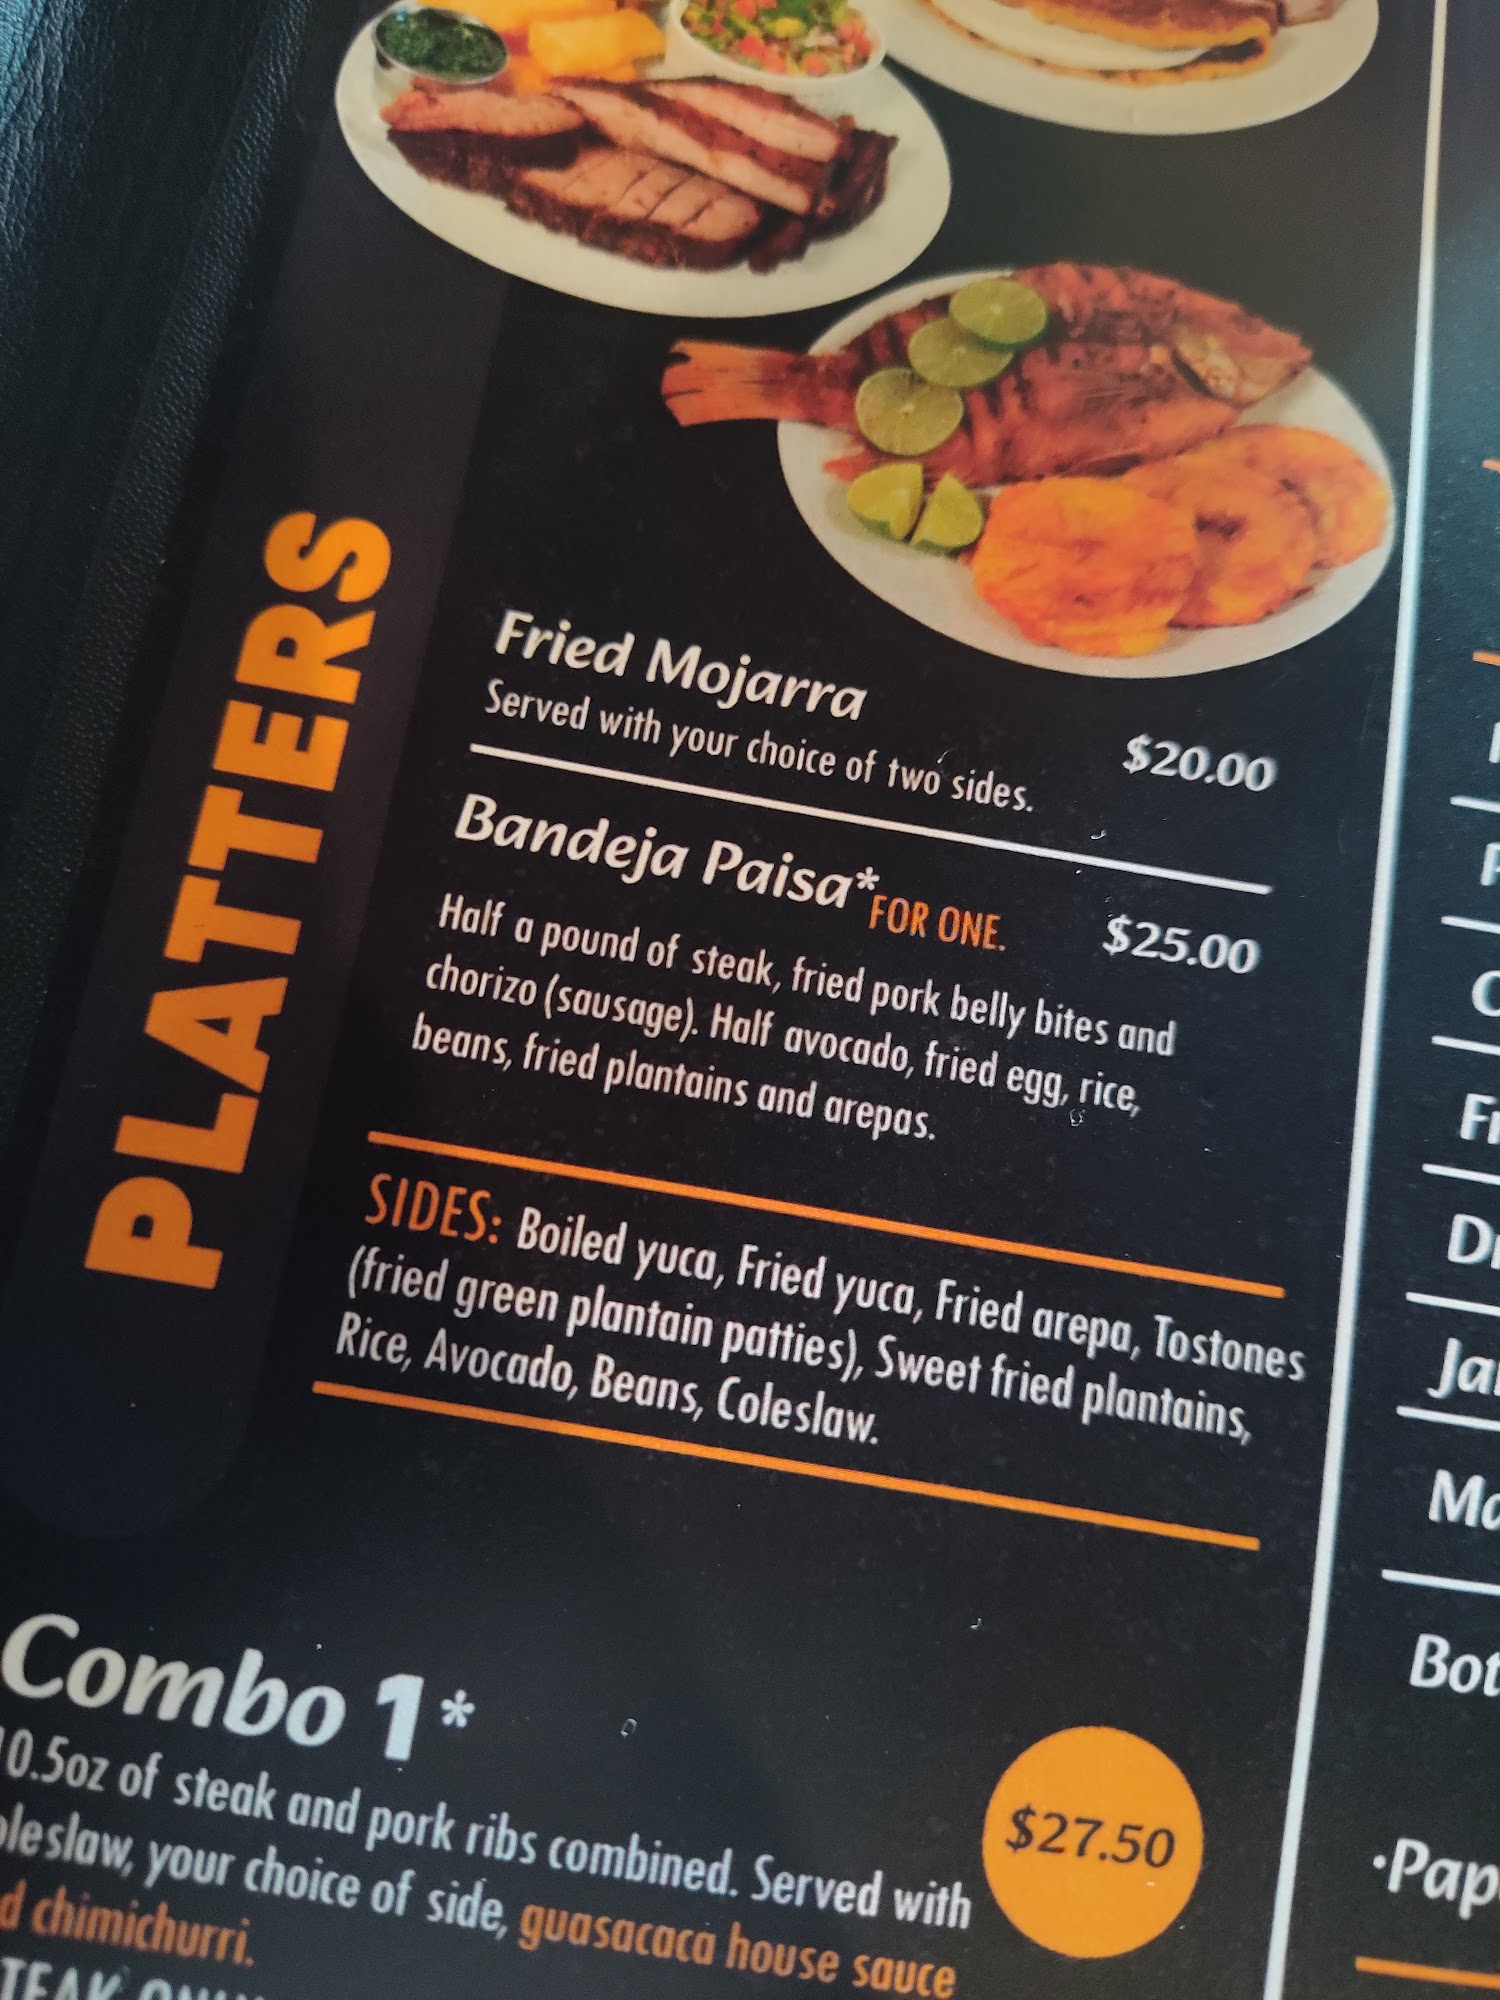 PLATTERS
Fried Mojarra
Served with your choice of two sides.
$20.00
Bandeja Paisa* FOR ONE.
$25.00
Half a pound of steak, fried pork belly bites and
chorizo (sausage). Half avocado, fried egg, rice,
beans, fried plantains and arepas.
SIDES: Boiled yuca, Fried yuca, Fried arepa, Tostones
(fried green plantain patties), Sweet fried plantains,
Rice, Avocado, Beans, Coleslaw.
Combo 1*
10.5oz of steak and pork ribs combined. Served with
your choice of side, guasacaca house sauce
chimichurri.
$27.50